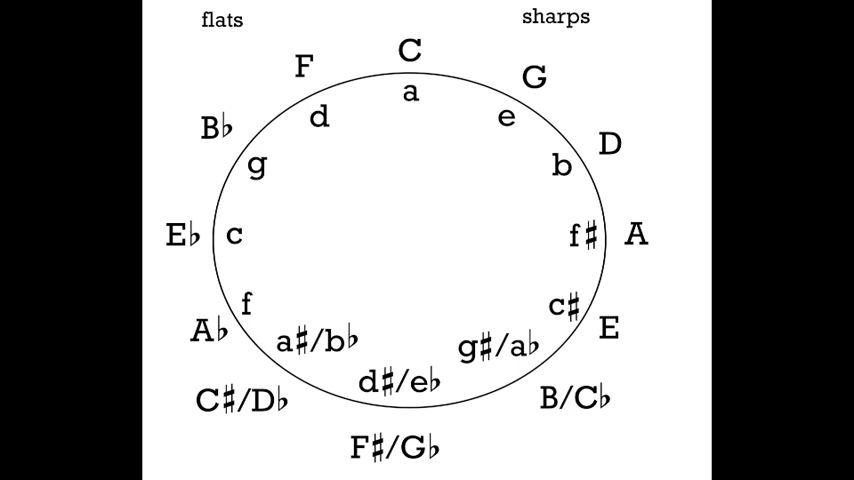 flats
sharps
C
F
G
a
d
e
B♭
D
g
b
E♭
c
f♯
A
f
c♯
A♭
E
a♯/b♭
g♯/a♭
d♯/e♭
C♯/D♭
B/C♭
F♯/G♭